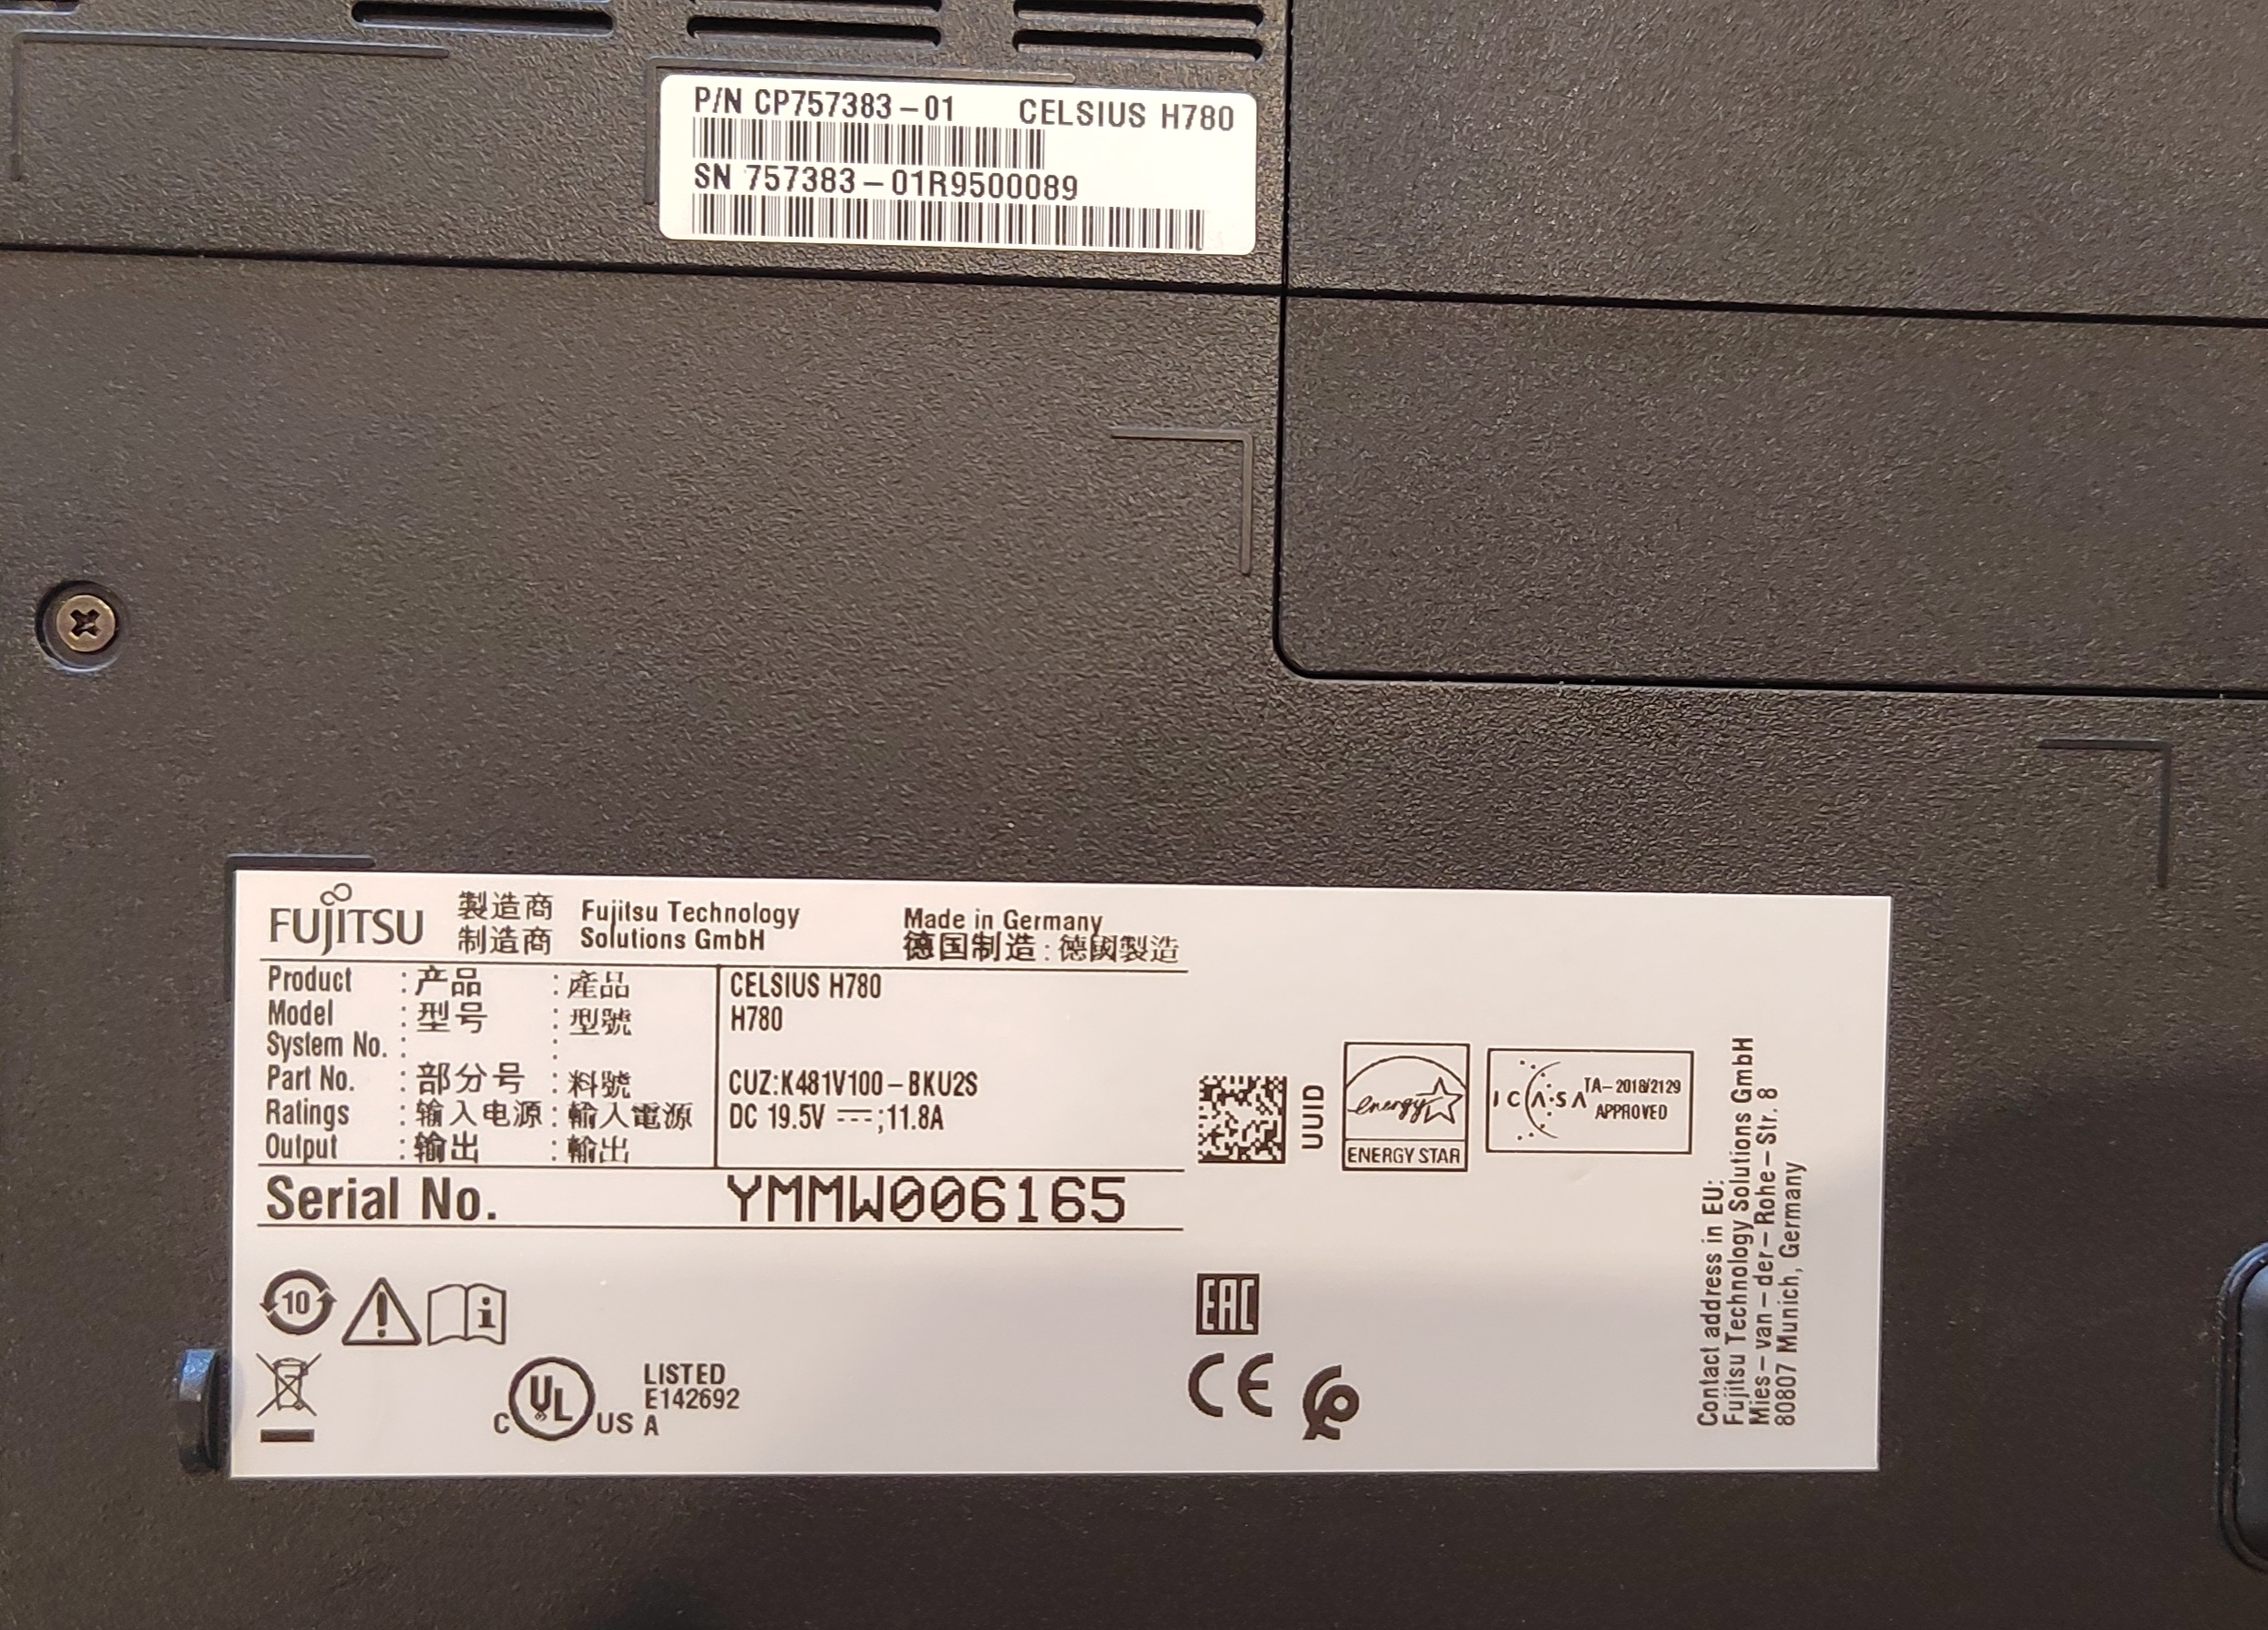 P/N CP757383-01 CELSIUS H780
SN 757383-01R9500089
FUJITSU 製造商 Fujitsu Technology Made in Germany
制造商 Solutions GmbH 德国制造:德國製造
Product :产品 :產品 CELSIUS H780
Model :型号 :型號 H780
System No. : :
Part No. :部分号 :料號 CUZ:K481V100-BKU2S
Ratings :输入电源 :輸入電源 DC 19.5V ⎓;11.8A
Output :输出 :輸出
Serial No. YMMW006165
UUID
energy
ENERGY STAR
ICASA TA-2018/2129
APPROVED
10
i
EAC
C UL US LISTED
E142692
A
CE
Contact address in EU:
Fujitsu Technology Solutions GmbH
Mies-van-der-Rohe-Str. 8
80807 Munich, Germany